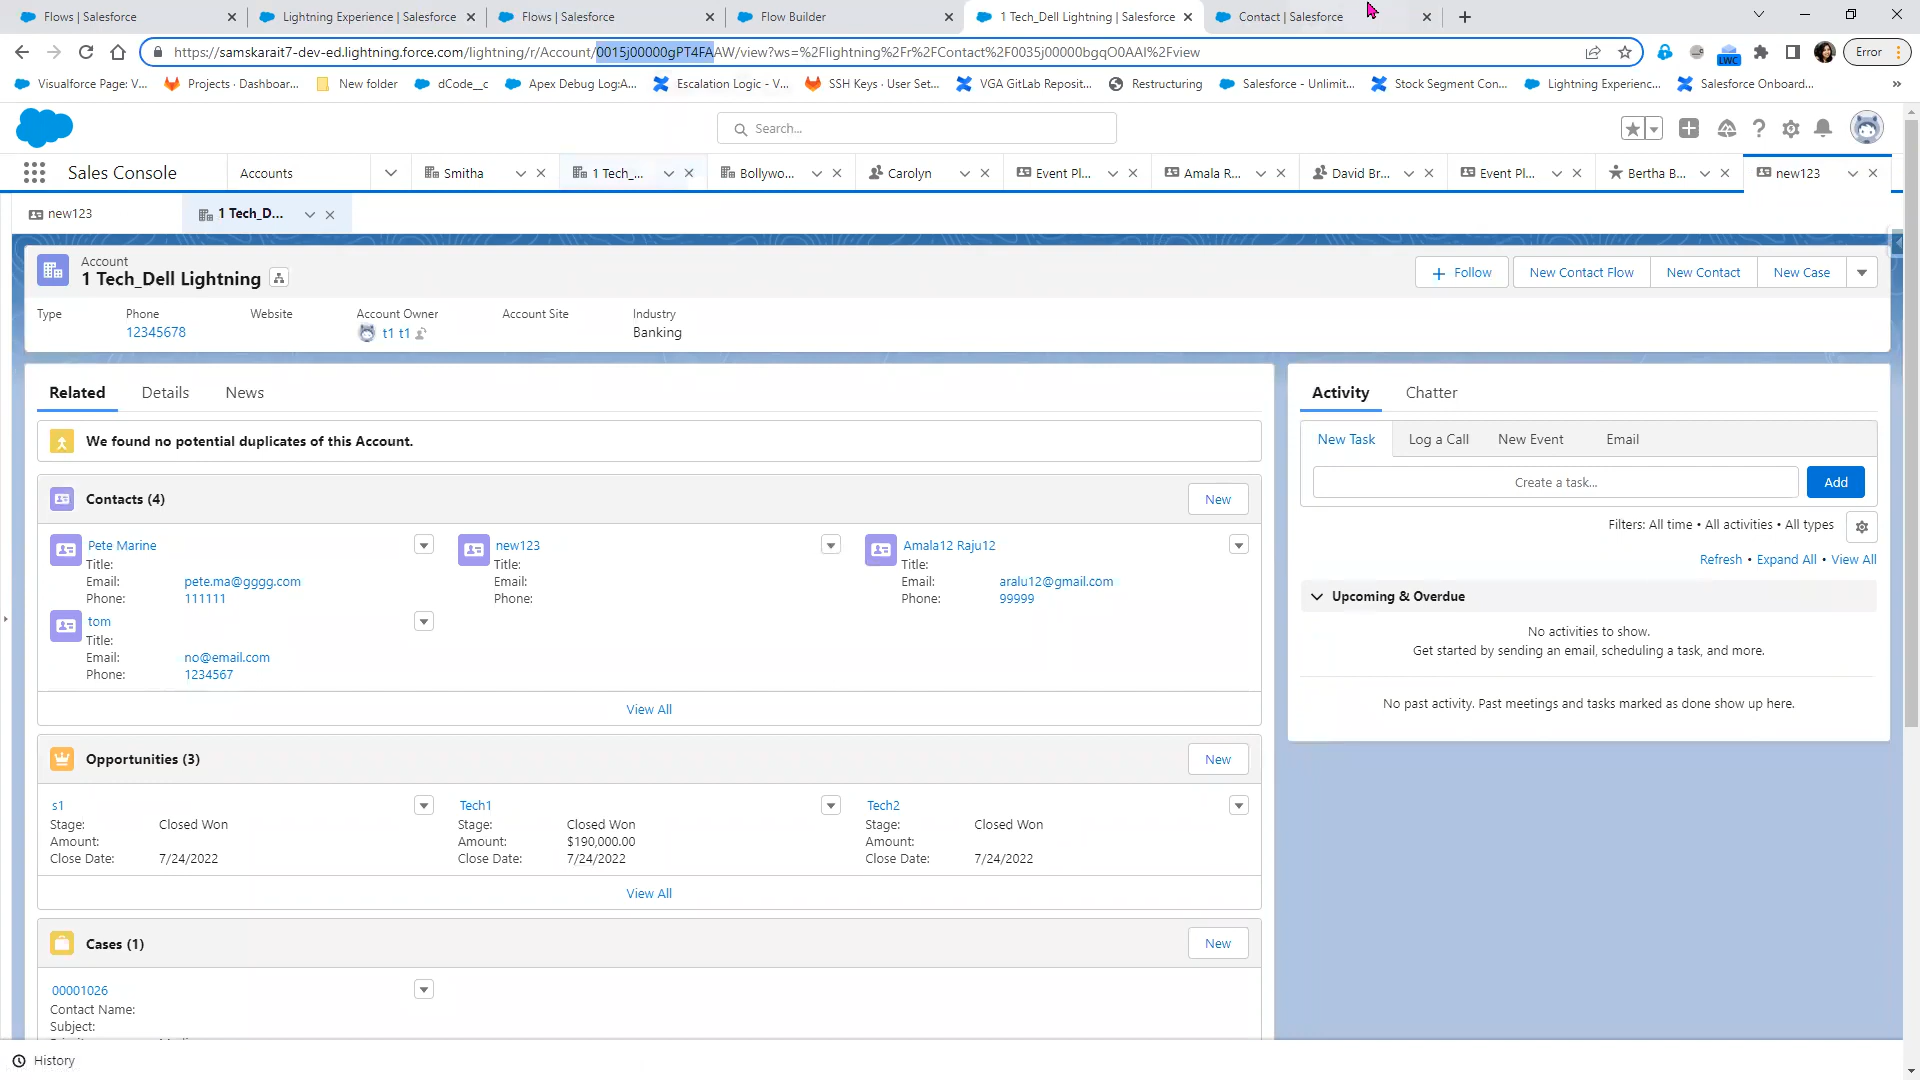 Flows | Salesforce
Lightning Experience | Salesforce
Flows | Salesforce
Flow Builder
1 Tech_Dell Lightning | Salesforce
Contact | Salesforce
https://samskarait7-dev-ed.lightning.force.com/lightning/r/Account/0015j00000gPT4FAAW/view?ws=%2Flightning%2Fr%2FContact%2F0035j00000bgqO0AAI%2Fview
LWC
Error
Visualforce Page: V...
Projects · Dashboar...
New folder
dCode__c
Apex Debug Log:A...
Escalation Logic - V...
SSH Keys · User Set...
VGA GitLab Reposit...
Restructuring
Salesforce - Unlimit...
Stock Segment Con...
Lightning Experienc...
Salesforce Onboard...
»
Search...
Sales Console
Accounts
Smitha
1 Tech_...
Bollywo...
Carolyn
Event Pl...
Amala R...
David Br...
Event Pl...
Bertha B...
new123
new123
1 Tech_D...
Account
1 Tech_Dell Lightning
Follow
New Contact Flow
New Contact
New Case
Type
Phone
Website
Account Owner
Account Site
Industry
12345678
t1 t1
Banking
Related
Details
News
We found no potential duplicates of this Account.
Contacts (4)
New
Pete Marine
Title:
Email: pete.ma@gggg.com
Phone: 111111
new123
Title:
Email:
Phone:
Amala12 Raju12
Title:
Email: aralu12@gmail.com
Phone: 99999
tom
Title:
Email: no@email.com
Phone: 1234567
View All
Opportunities (3)
New
s1
Stage: Closed Won
Amount:
Close Date: 7/24/2022
Tech1
Stage: Closed Won
Amount: $190,000.00
Close Date: 7/24/2022
Tech2
Stage: Closed Won
Amount:
Close Date: 7/24/2022
View All
Cases (1)
New
00001026
Contact Name:
Subject:
Activity
Chatter
New Task
Log a Call
New Event
Email
Create a task...
Add
Filters: All time • All activities • All types
Refresh • Expand All • View All
Upcoming & Overdue
No activities to show.
Get started by sending an email, scheduling a task, and more.
No past activity. Past meetings and tasks marked as done show up here.
History